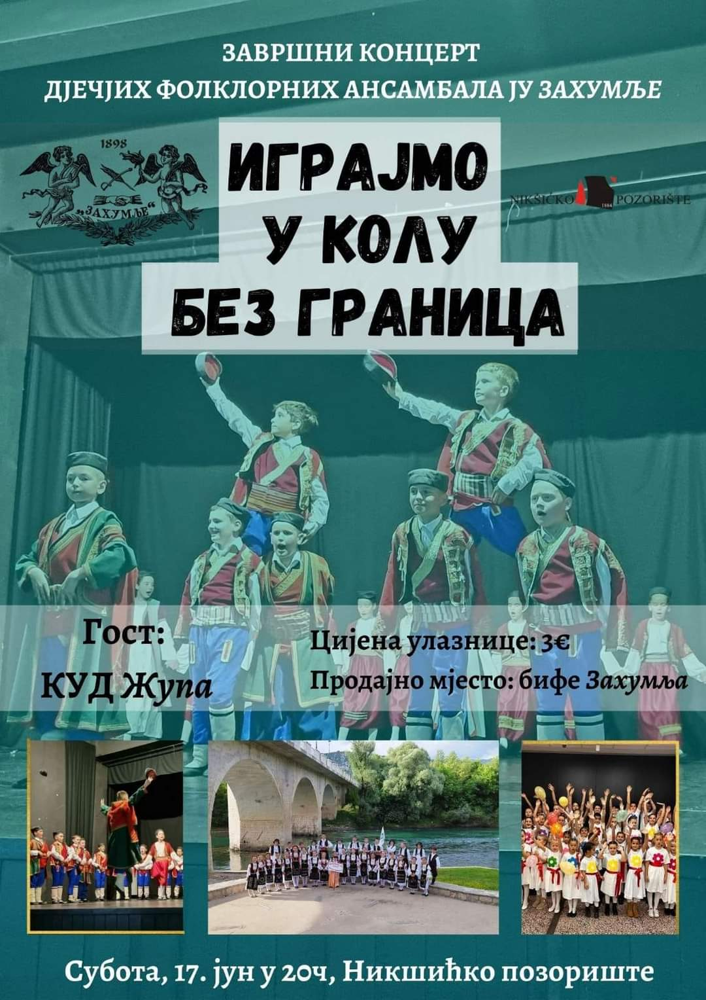 ЗАВРШНИ КОНЦЕРТ
ДЈЕЧЈИХ ФОЛКЛОРНИХ АНСАМБАЛА ЈУ ЗАХУМЉЕ
1898
„ЗАХУМЉЕ“
ИГРАЈМО
У КОЛУ
БЕЗ ГРАНИЦА
NIKŠIĆKO POZORIŠTE
1884
Гост:
КУД Жупа
Цијена улазнице: 3€
Продајно мјесто: бифе Захумља
Субота, 17. јун у 20ч, Никшићко позориште